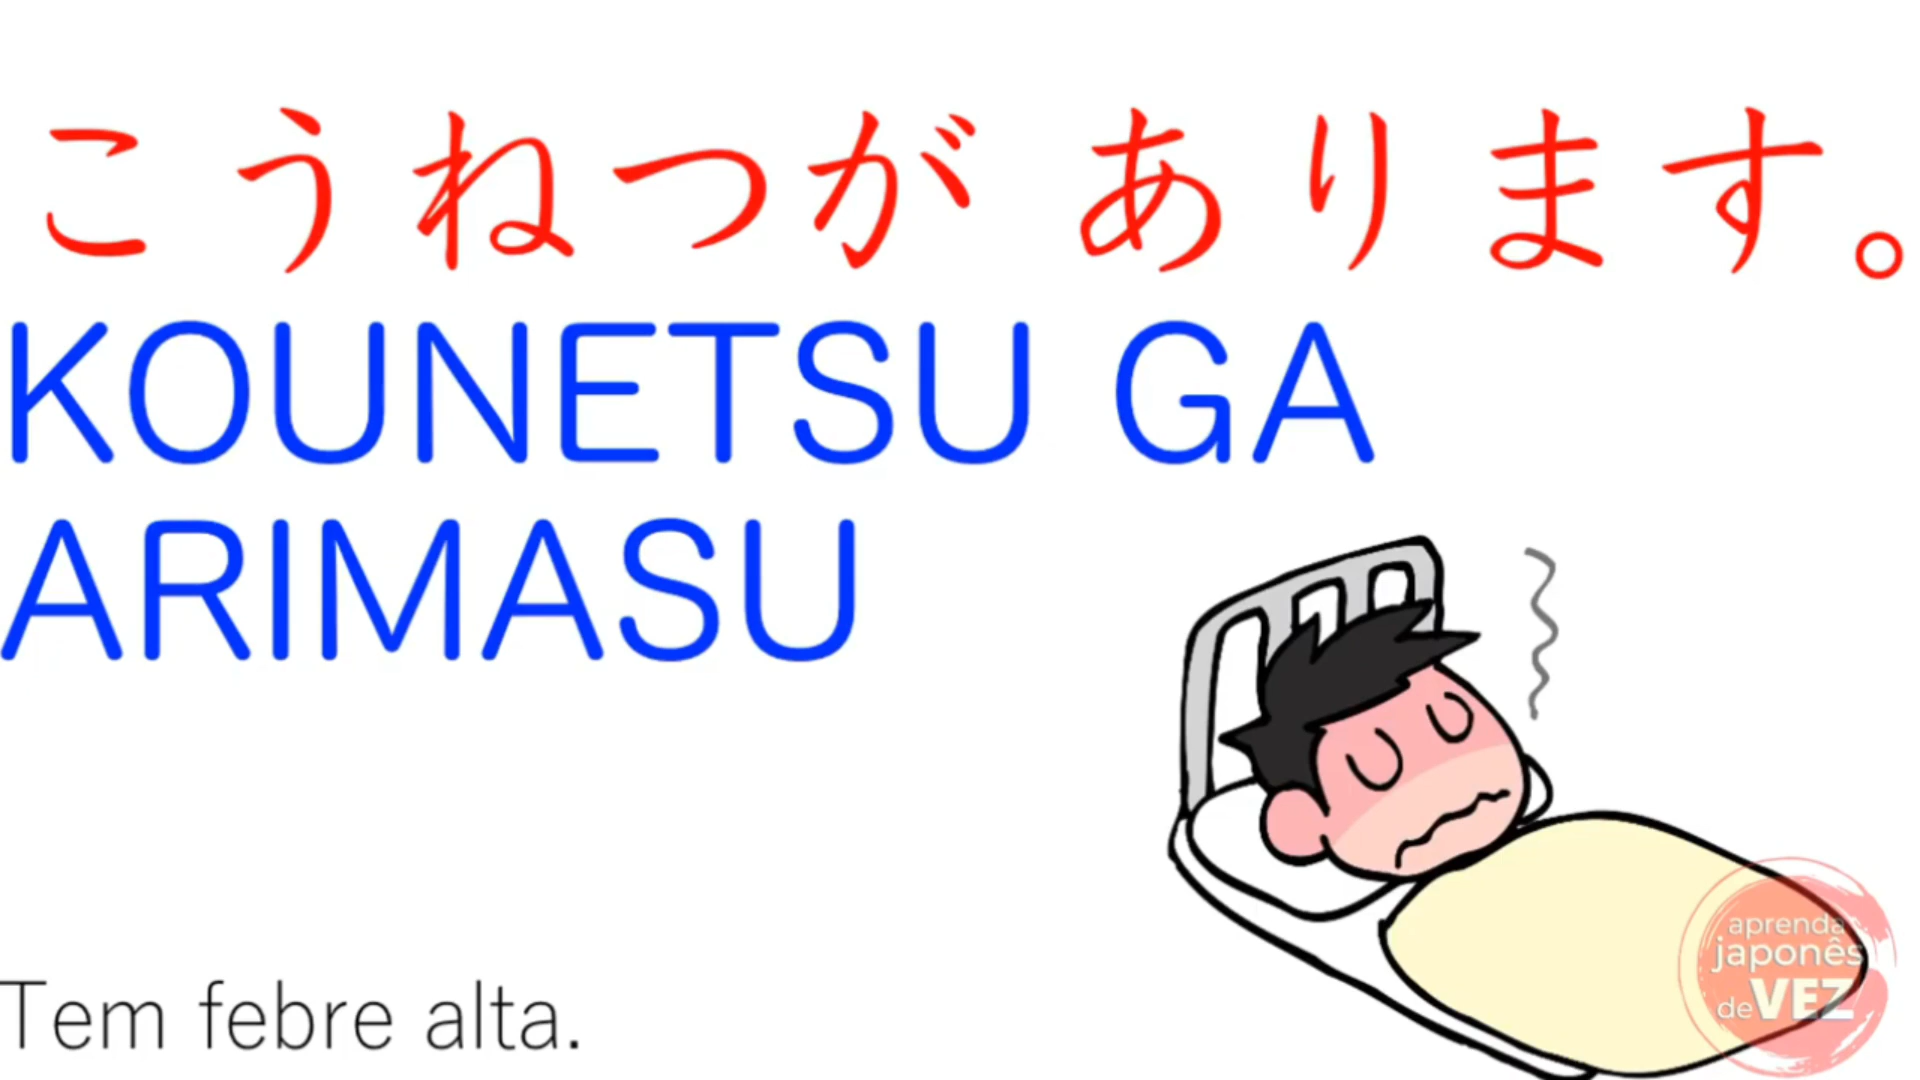 こうねつが あります。
KOUNETSU GA
ARIMASU
Tem febre alta.
aprenda
japonês
de VEZ